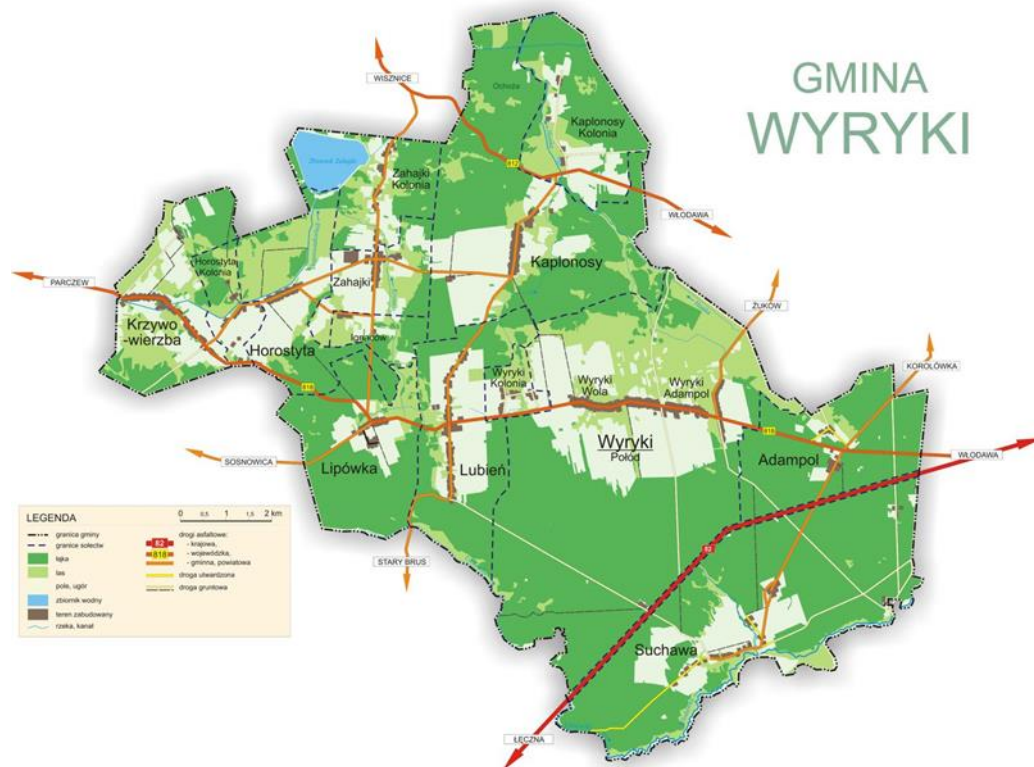 GMINA
WYRYKI
WISZNICE
Ochoża
Kaplonosy
Kolonia
812
Zahajki
Kolonia
WŁODAWA
Horostyta
Kolonia
Zahajki
Kaplonosy
PARCZEW
ŻUKÓW
Krzywo
-wierzba
Horostyta
Ignaców
KOROLÓWKA
818
Wyryki
Kolonia
Wyryki
Wola
Wyryki
Adampol
Wyryki
Połód
819
Adampol
WŁODAWA
SOSNOWICA
Lipówka
Lubień
STARY BRUS
82
Suchawa
ŁĘCZNA
LEGENDA
0 0,5 1 1,5 2 km
granica gminy
granice sołectw
łąka
las
pole, ugór
zbiornik wodny
teren zabudowany
rzeka, kanał
drogi asfaltowe:
82 - krajowa,
818 - wojewódzka,
- gminna, powiatowa
droga utwardzona
droga gruntowa